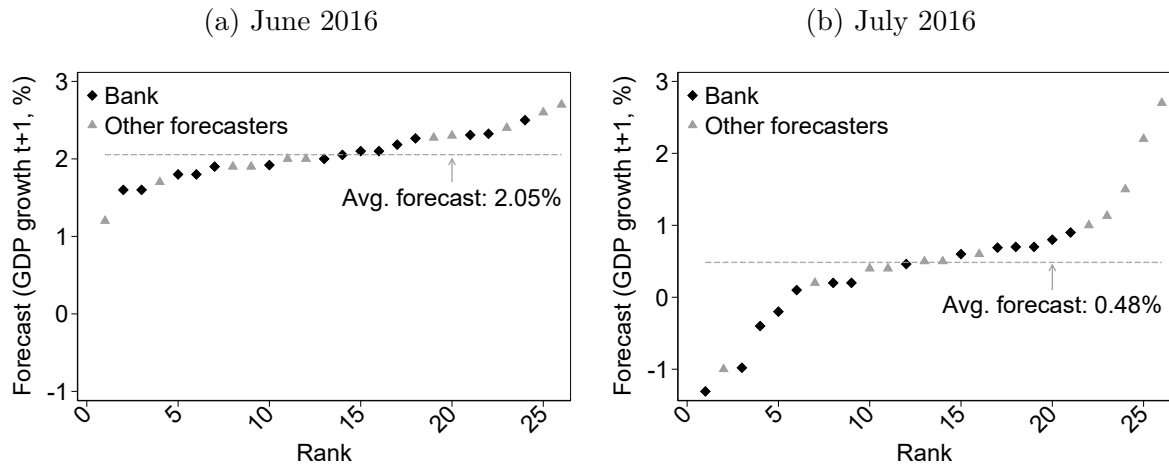 (a) June 2016
Forecast (GDP growth t+1, %)
3
2
1
0
-1
Bank
Other forecasters
Avg. forecast: 2.05%
0
5
10
15
20
25
Rank
(b) July 2016
Forecast (GDP growth t+1, %)
3
2
1
0
-1
Bank
Other forecasters
Avg. forecast: 0.48%
0
5
10
15
20
25
Rank